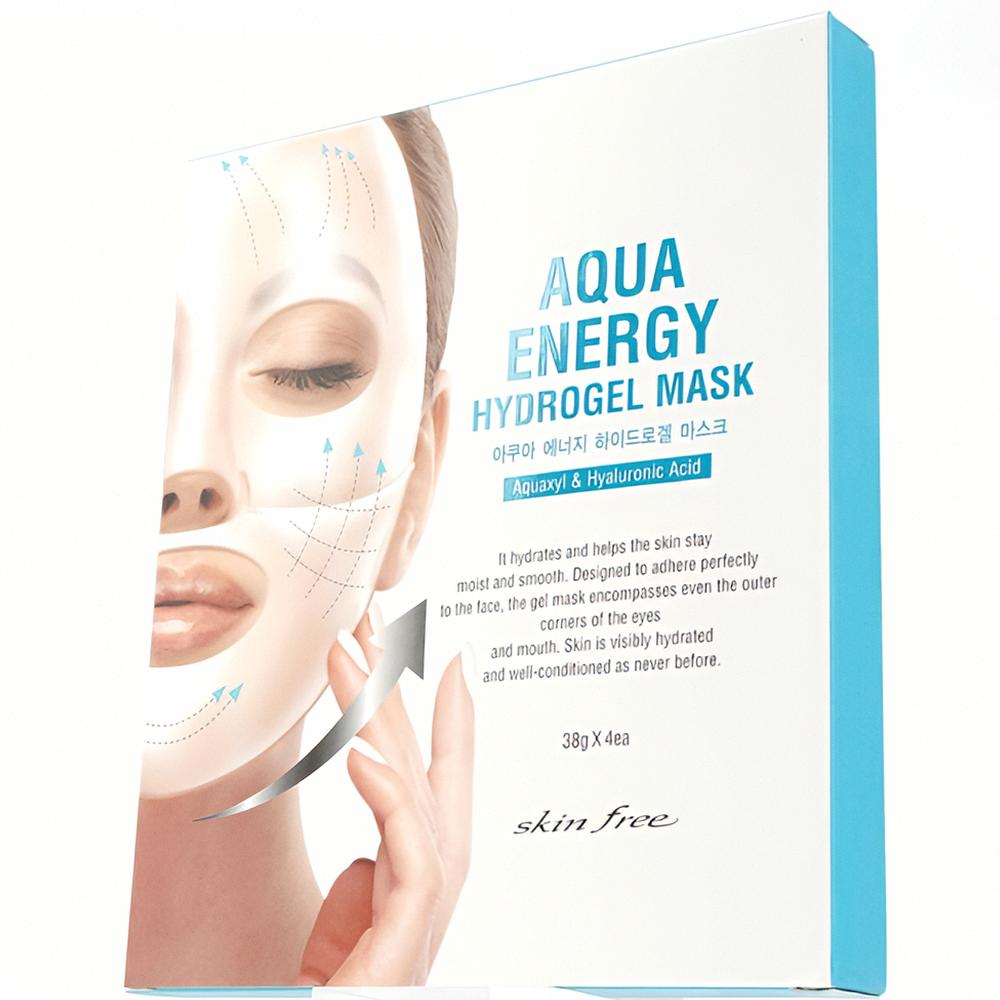 AQUA
ENERGY
HYDROGEL MASK
아쿠아 에너지 하이드로겔 마스크
Aquaxyl & Hyaluronic Acid
It hydrates and helps the skin stay
moist and smooth. Designed to adhere perfectly
to the face, the gel mask encompasses even the outer
corners of the eyes
and mouth. Skin is visibly hydrated
and well-conditioned as never before.
38g X 4ea
skin free